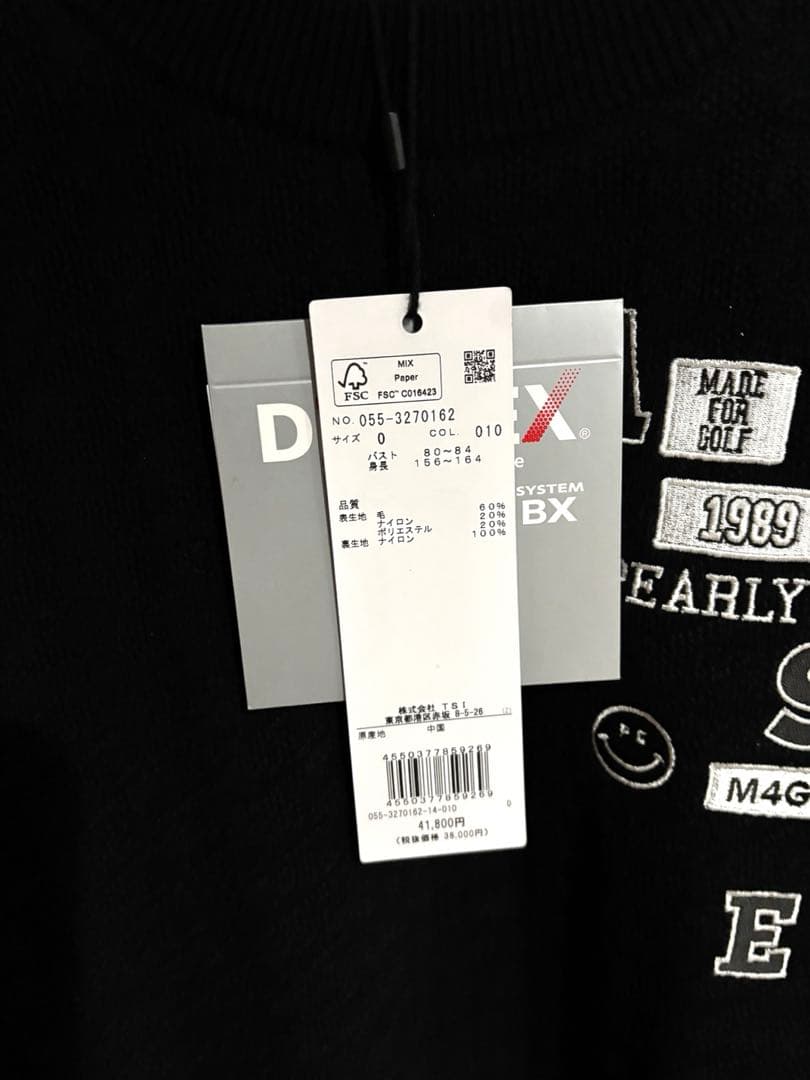 MIX
Paper
FSC
FSC™ C016423
NO. 055-3270162
サイズ 0 COL. 010
バスト 80〜84
身長 156〜164
品質
表生地 毛 60%
ナイロン 20%
ポリエステル 20%
裏生地 ナイロン 100%
株式会社 TSI
東京都港区赤坂 8-5-26 (Z)
原産地 中国
4550377859269
4550377859269
055-3270162-14-010 0
41,800円
(税抜価格 38,000円)
D
EX®
e
SYSTEM
BX
MADE
FOR
GOLF
1989
PEARLY
S
PG
M4G
E